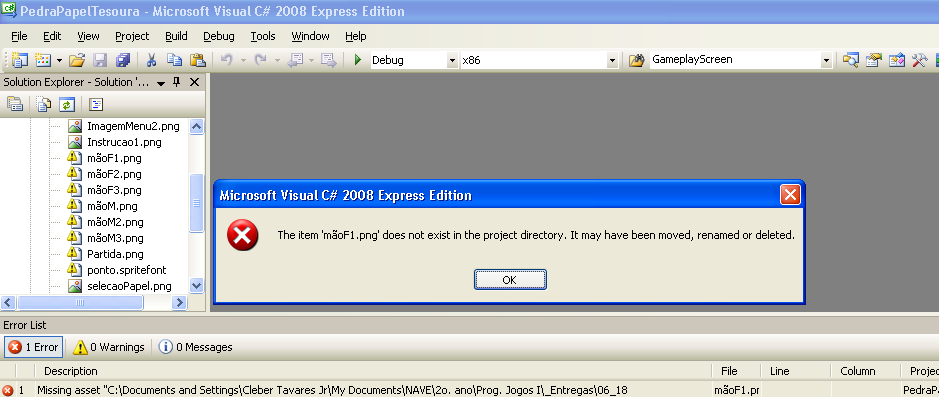 PedraPapelTesoura - Microsoft Visual C# 2008 Express Edition
File Edit View Project Build Debug Tools Window Help
Debug x86 GameplayScreen
Solution Explorer - Solution '...
ImagemMenu2.png
Instrucao1.png
mãoF1.png
mãoF2.png
mãoF3.png
mãoM.png
mãoM2.png
mãoM3.png
Partida.png
ponto.spritefont
selecaoPapel.png
Microsoft Visual C# 2008 Express Edition
The item 'mãoF1.png' does not exist in the project directory. It may have been moved, renamed or deleted.
OK
Error List
1 Error 0 Warnings 0 Messages
Description File Line Column Projec
1 Missing asset "C:\Documents and Settings\Cleber Tavares Jr\My Documents\NAVE\2o. ano\Prog. Jogos I\_Entregas\06_18 mãoF1.pr PedraPa